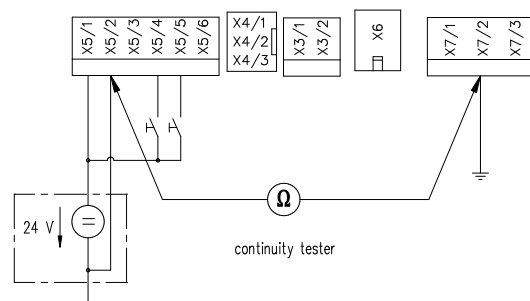 X5/1
X5/2
X5/3
X5/4
X5/5
X5/6
X4/1
X4/2
X4/3
X3/1
X3/2
X6
X7/1
X7/2
X7/3
24 V
Ω
continuity tester